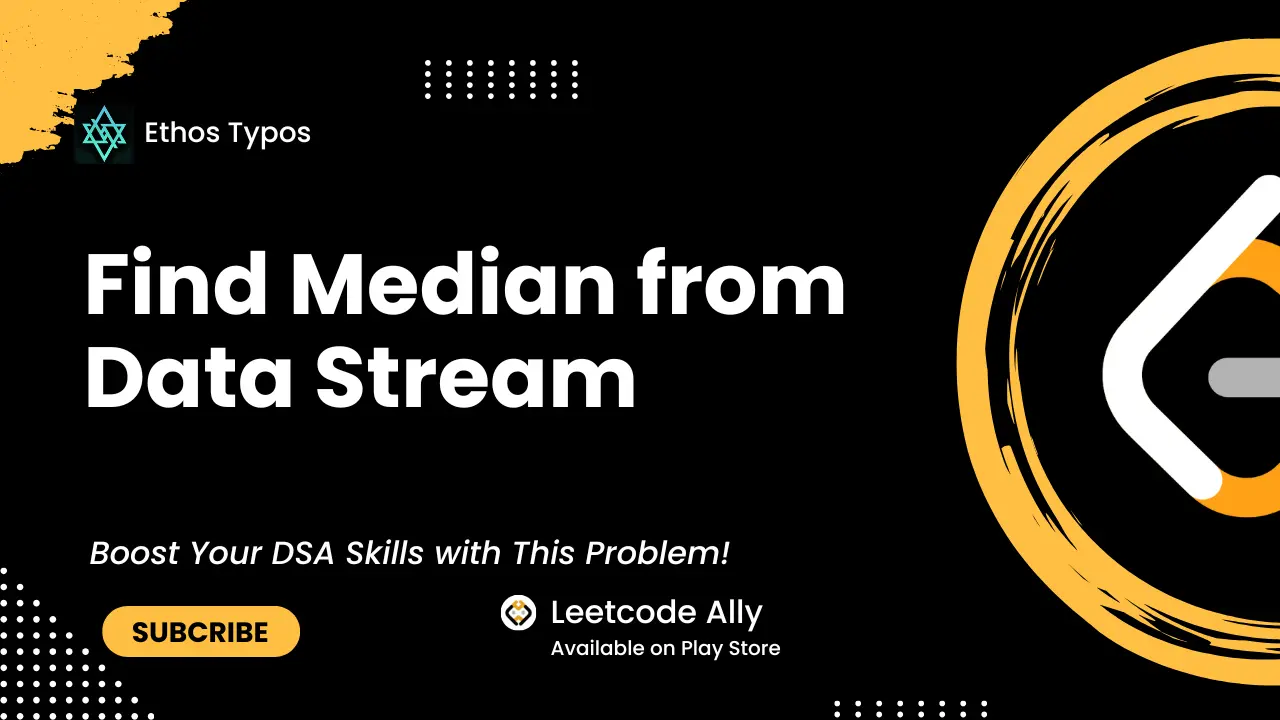 Ethos Typos
Find Median from
Data Stream
Boost Your DSA Skills with This Problem!
SUBCRIBE
Leetcode Ally
Available on Play Store